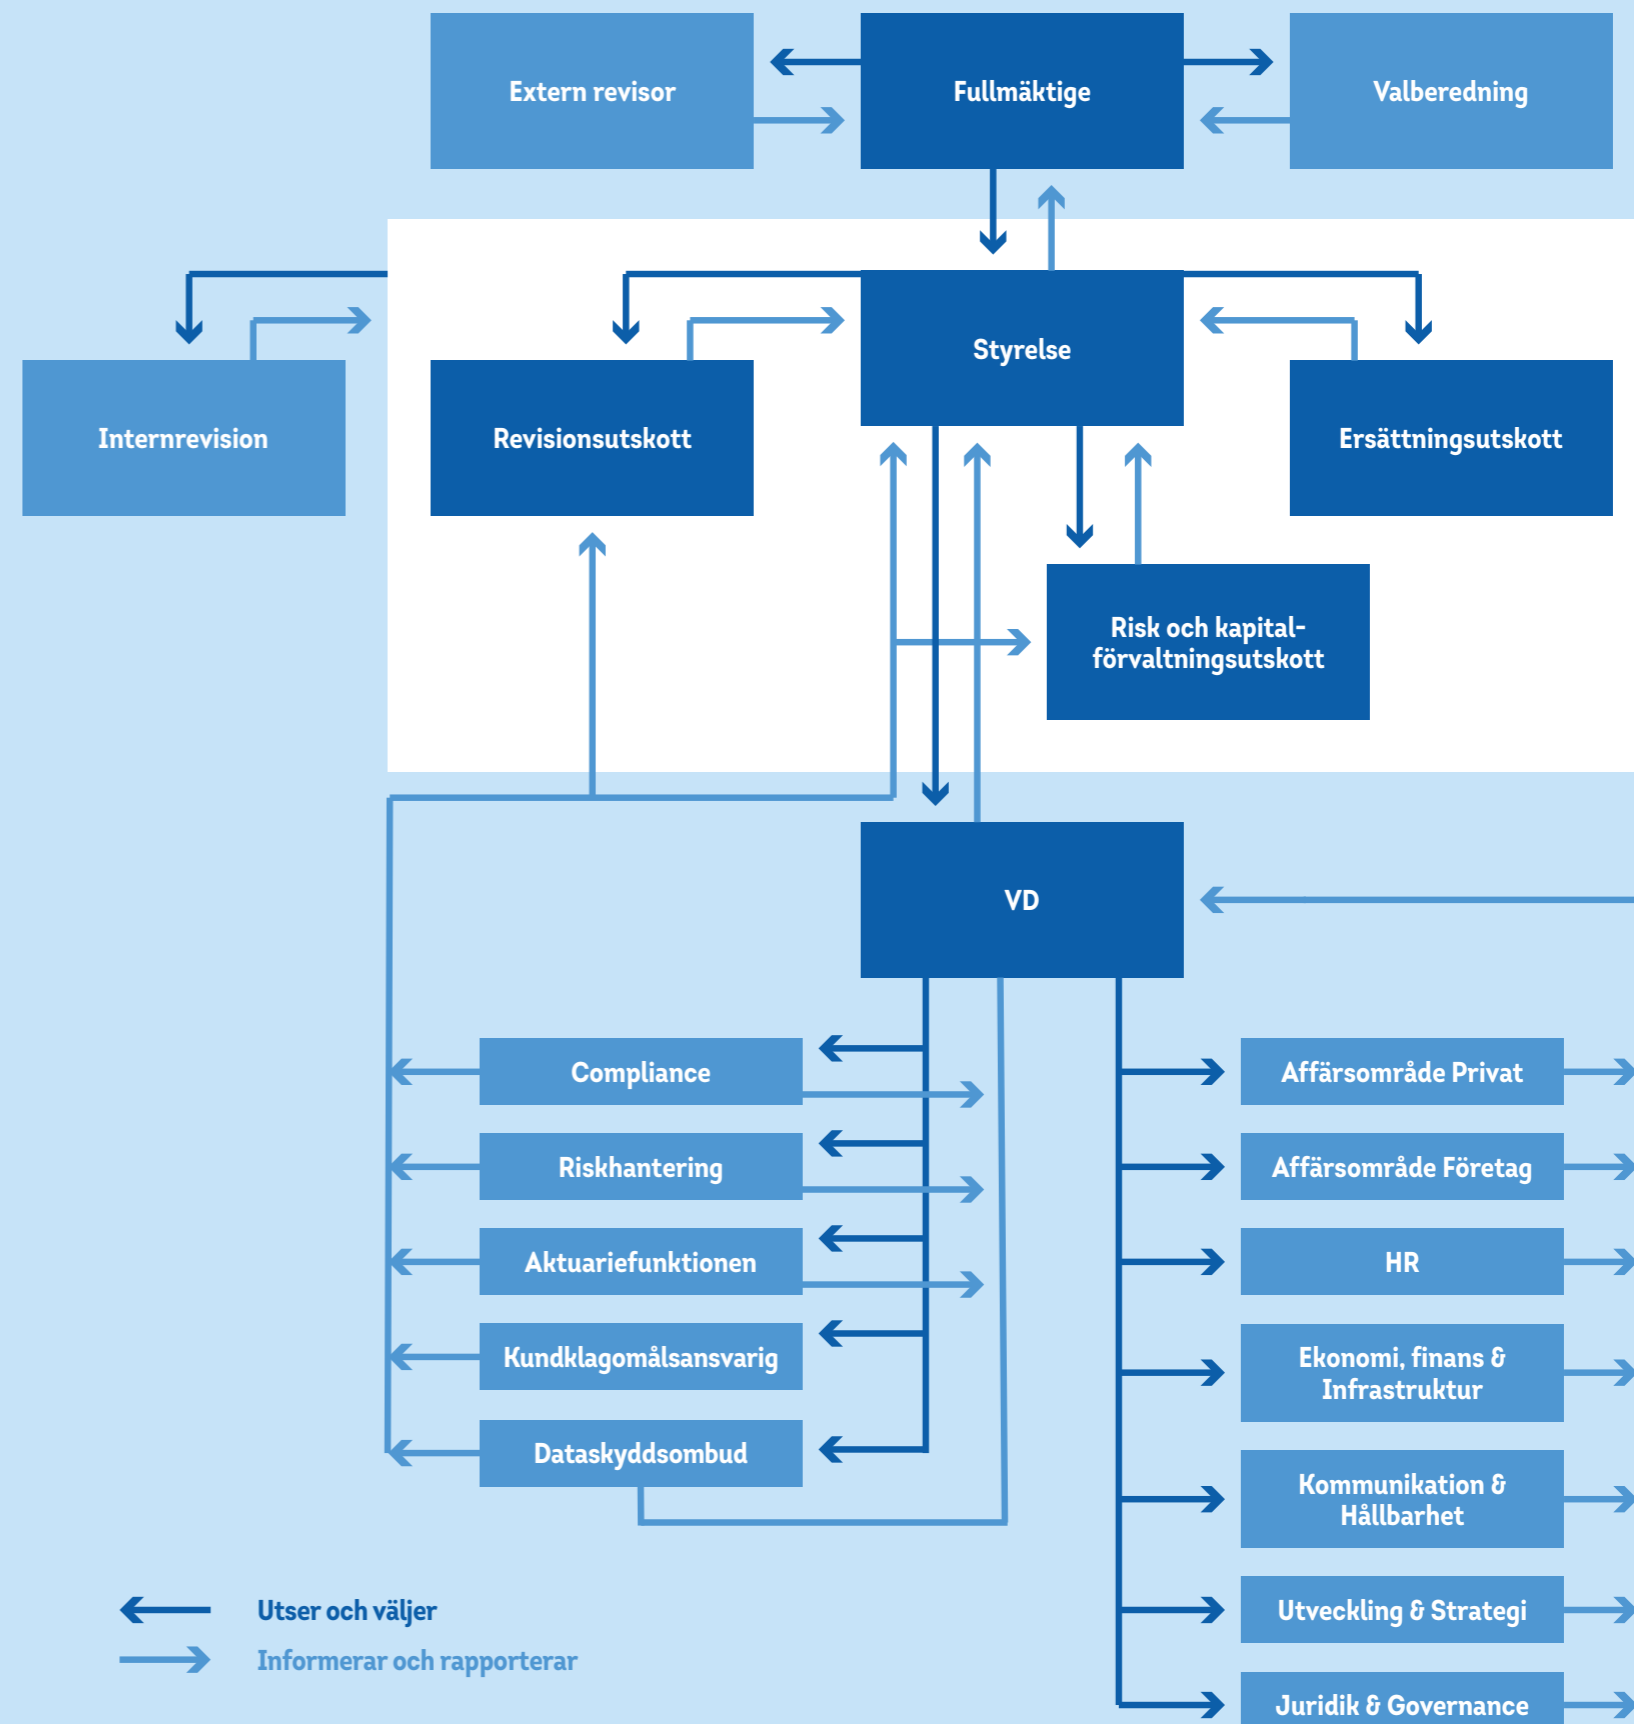 Extern revisor
Fullmäktige
Valberedning
Styrelse
Internrevision
Revisionsutskott
Ersättningsutskott
Risk och kapital-
förvaltningsutskott
VD
Compliance
Riskhantering
Aktuariefunktionen
Kundklagomålsansvarig
Dataskyddsombud
Affärsområde Privat
Affärsområde Företag
HR
Ekonomi, finans &
Infrastruktur
Kommunikation &
Hållbarhet
Utveckling & Strategi
Juridik & Governance
Utser och väljer
Informerar och rapporterar